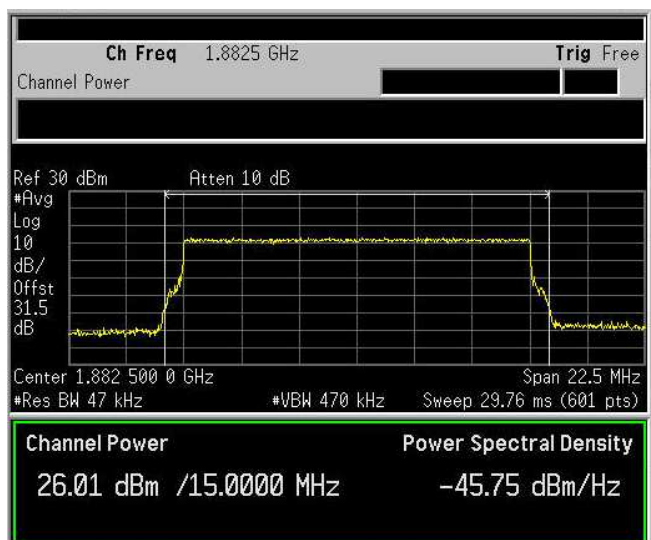 Ch Freq 1.8825 GHz Trig Free
Channel Power
Ref 30 dBm Atten 10 dB
#Avg
Log
10
dB/
Offst
31.5
dB
Center 1.882 500 0 GHz Span 22.5 MHz
#Res BW 47 kHz #VBW 470 kHz Sweep 29.76 ms (601 pts)
Channel Power Power Spectral Density
26.01 dBm /15.0000 MHz -45.75 dBm/Hz